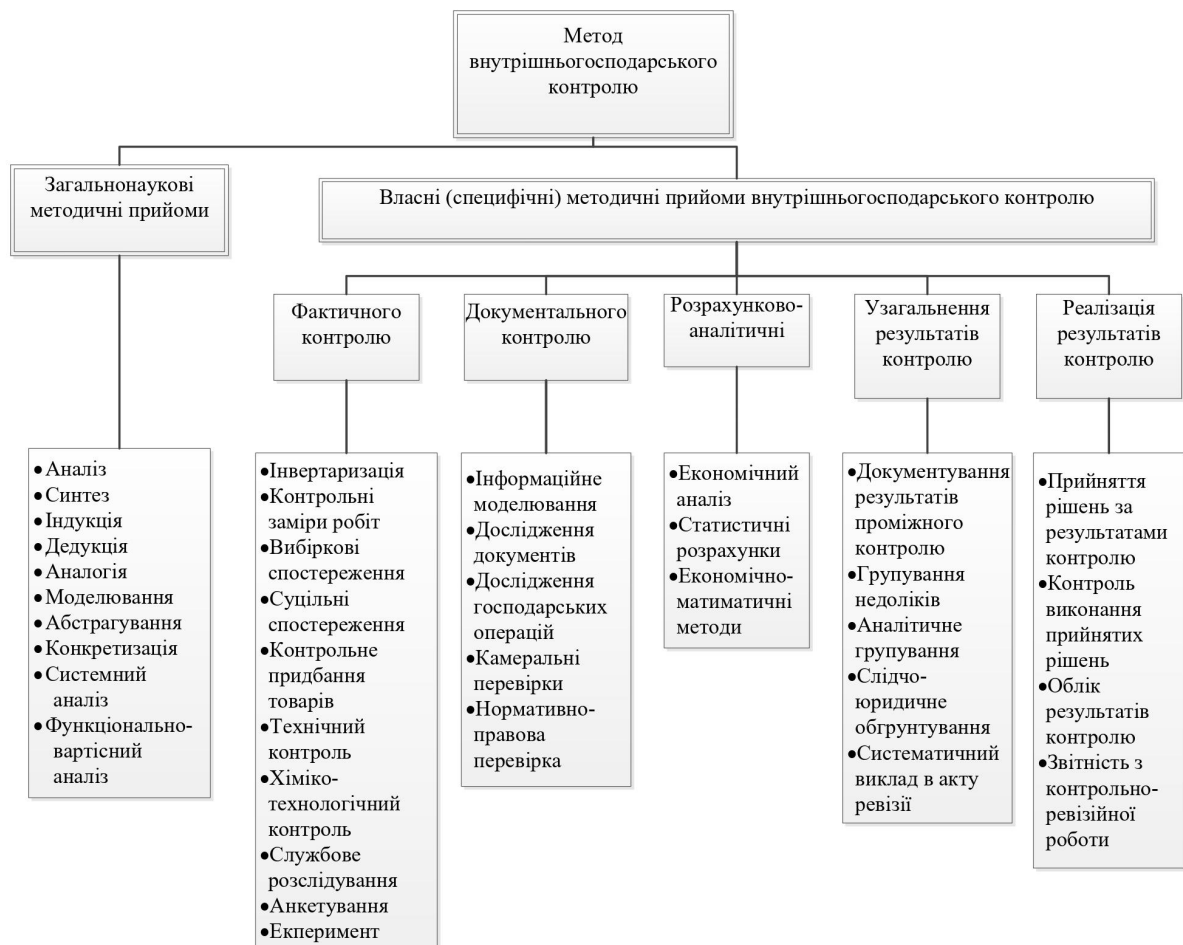 Метод
внутрішньогосподарського
контролю
Загальнонаукові
методичні прийоми
Власні (специфічні) методичні прийоми внутрішньогосподарського контролю
Фактичного
контролю
Документального
контролю
Розрахунково-
аналітичні
Узагальнення
результатів
контролю
Реалізація
результатів
контролю
•Аналіз
•Синтез
•Індукція
•Дедукція
•Аналогія
•Моделювання
•Абстрагування
•Конкретизація
•Системний
аналіз
•Функціонально-
вартісний
аналіз
•Інвертаризація
•Контрольні
заміри робіт
•Вибіркові
спостереження
•Суцільні
спостереження
•Контрольне
придбання
товарів
•Технічний
контроль
•Хіміко-
технологічний
контроль
•Службове
розслідування
•Анкетування
•Екперимент
•Інформаційне
моделювання
•Дослідження
документів
•Дослідження
господарських
операцій
•Камеральні
перевірки
•Нормативно-
правова
перевірка
•Економічний
аналіз
•Статистичні
розрахунки
•Економічно-
матиматичні
методи
•Документування
результатів
проміжного
контролю
•Групування
недоліків
•Аналітичне
групування
•Слідчо-
юридичне
обгрунтування
•Систематичний
виклад в акту
ревізії
•Прийняття
рішень за
результатами
контролю
•Контроль
виконання
прийнятих
рішень
•Облік
результатів
контролю
•Звітність з
контрольно-
ревізійної
роботи